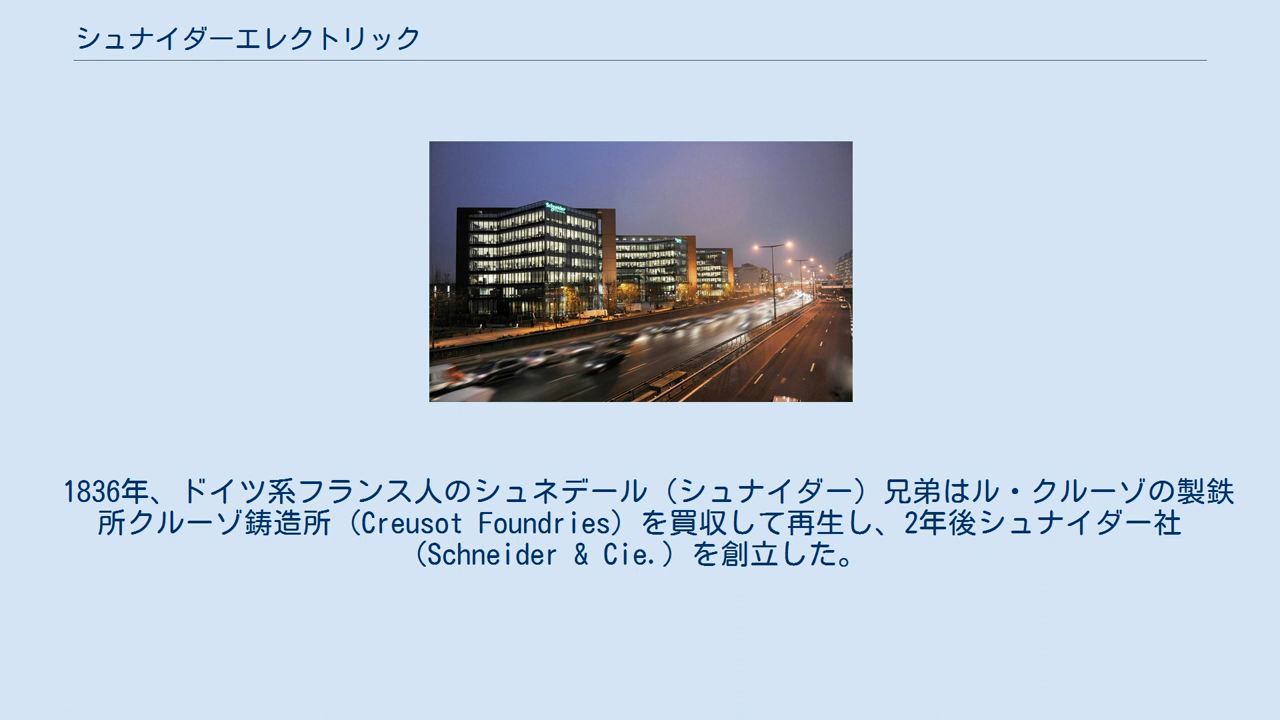 シュナイダーエレクトリック
Schneider
1836年、ドイツ系フランス人のシュネデール（シュナイダー）兄弟はル・クルーゾの製鉄
所クルーゾ鋳造所（Creusot Foundries）を買収して再生し、2年後シュナイダー社
（Schneider & Cie.）を創立した。